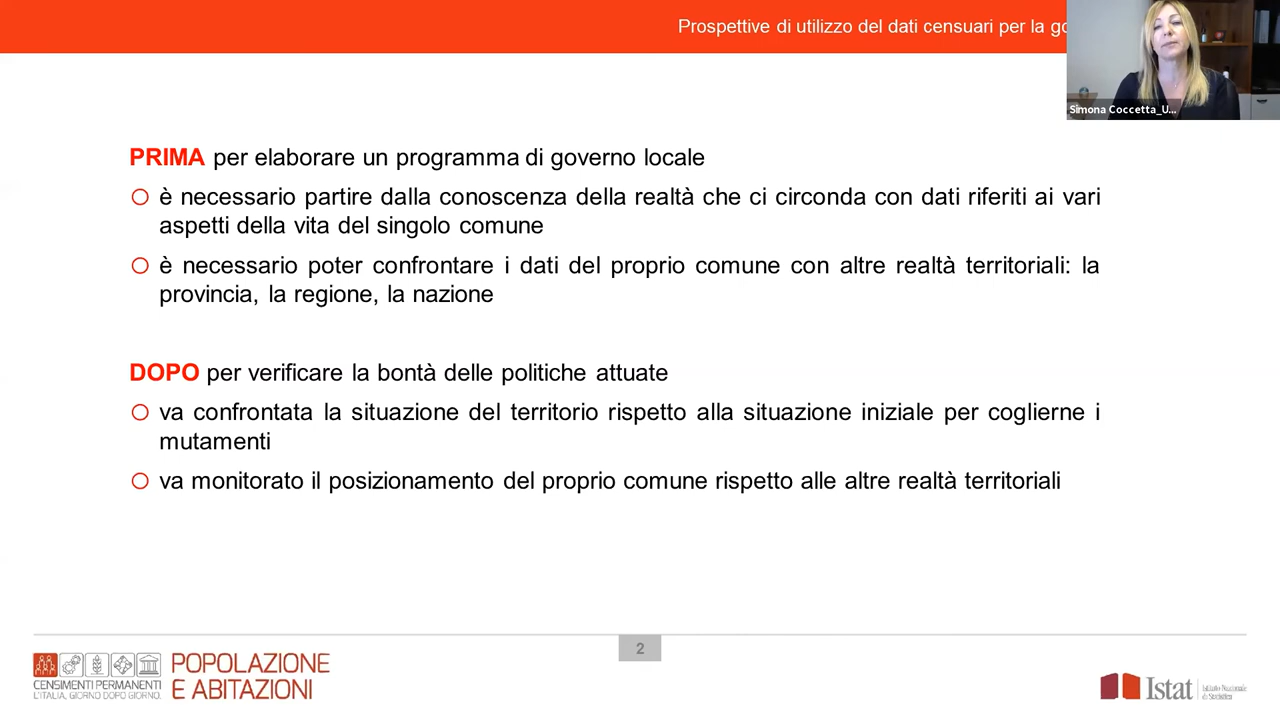 Prospettive di utilizzo del dati censuari per la
Simona Coccetta_U...
PRIMA per elaborare un programma di governo locale
è necessario partire dalla conoscenza della realtà che ci circonda con dati riferiti ai vari
aspetti della vita del singolo comune
è necessario poter confrontare i dati del proprio comune con altre realtà territoriali: la
provincia, la regione, la nazione
DOPO per verificare la bontà delle politiche attuate
va confrontata la situazione del territorio rispetto alla situazione iniziale per coglierne i
mutamenti
va monitorato il posizionamento del proprio comune rispetto alle altre realtà territoriali
2
CENSIMENTI PERMANENTI
L'ITALIA, GIORNO DOPO GIORNO.
POPOLAZIONE
E ABITAZIONI
Istat
Istituto Nazionale
di Statistica